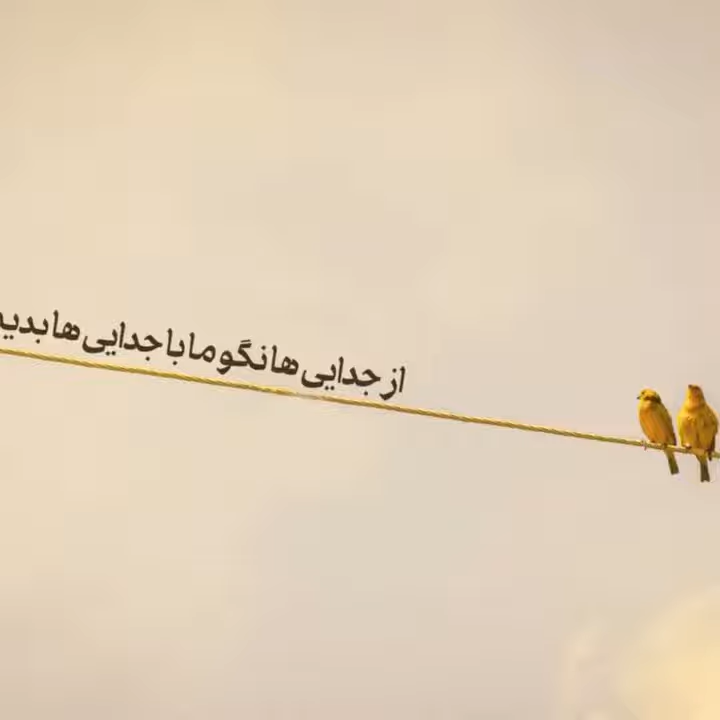 از جدایی ها نگو ما با جدایی ها